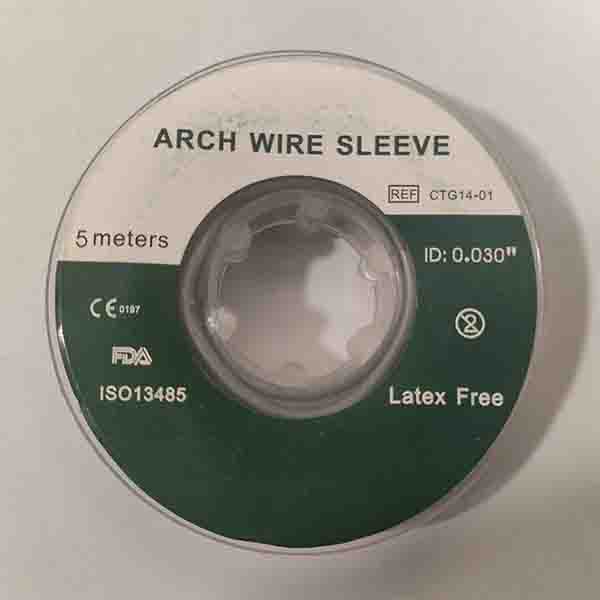 ARCH WIRE SLEEVE
REF CTG14-01
5 meters
ID: 0.030"
CE 0197
FDA
ISO13485
Latex Free